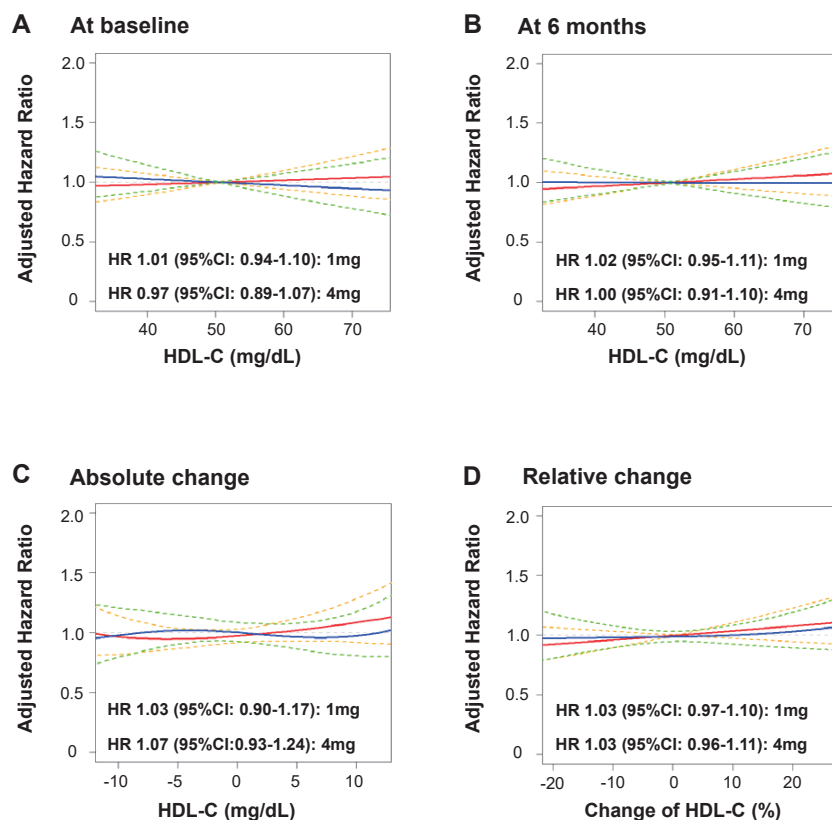 A At baseline
Adjusted Hazard Ratio
2.0
1.5
1.0
0.5
0
HR 1.01 (95%CI: 0.94-1.10): 1mg
HR 0.97 (95%CI: 0.89-1.07): 4mg
40 50 60 70
HDL-C (mg/dL)
B At 6 months
Adjusted Hazard Ratio
2.0
1.5
1.0
0.5
0
HR 1.02 (95%CI: 0.95-1.11): 1mg
HR 1.00 (95%CI: 0.91-1.10): 4mg
40 50 60 70
HDL-C (mg/dL)
C Absolute change
Adjusted Hazard Ratio
2.0
1.5
1.0
0.5
0
HR 1.03 (95%CI: 0.90-1.17): 1mg
HR 1.07 (95%CI:0.93-1.24): 4mg
-10 -5 0 5 10
HDL-C (mg/dL)
D Relative change
Adjusted Hazard Ratio
2.0
1.5
1.0
0.5
0
HR 1.03 (95%CI: 0.97-1.10): 1mg
HR 1.03 (95%CI: 0.96-1.11): 4mg
-20 -10 0 10 20
Change of HDL-C (%)